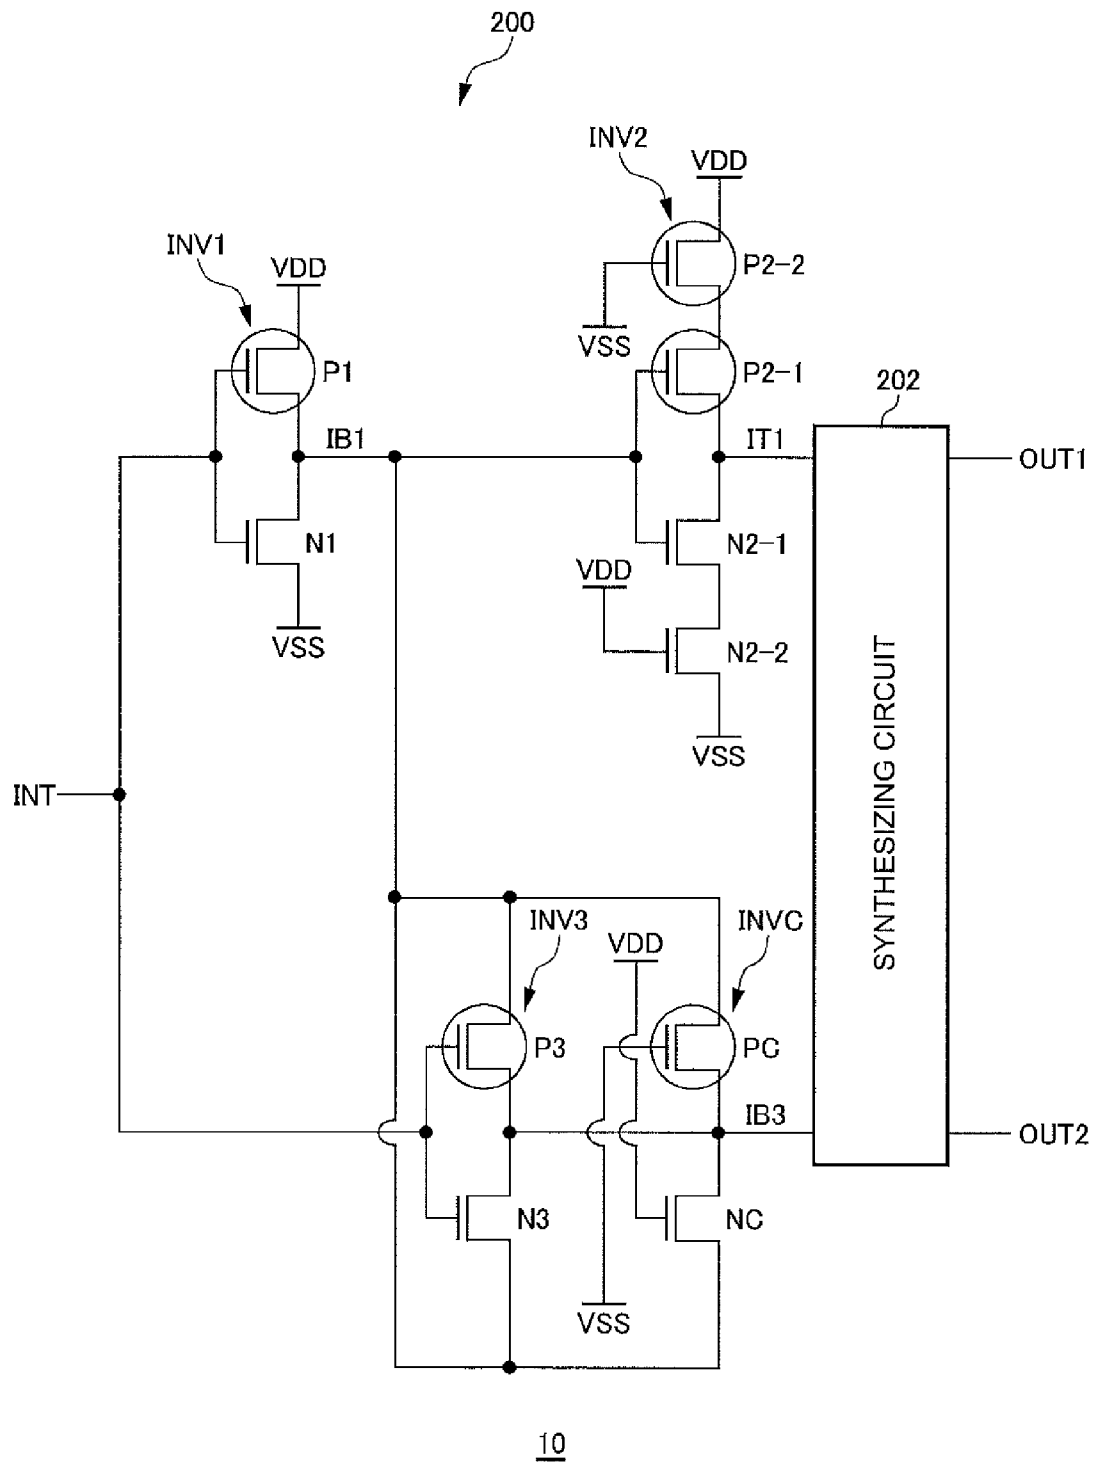 200
INV2
VDD
INV1
VDD
P2-2
VSS
P1
P2-1
202
IB1
IT1
OUT1
N1
N2-1
VDD
VSS
N2-2
VSS
INT
SYNTHESIZING CIRCUIT
INV3
INVC
VDD
P3
PC
IB3
OUT2
N3
NC
VSS
10